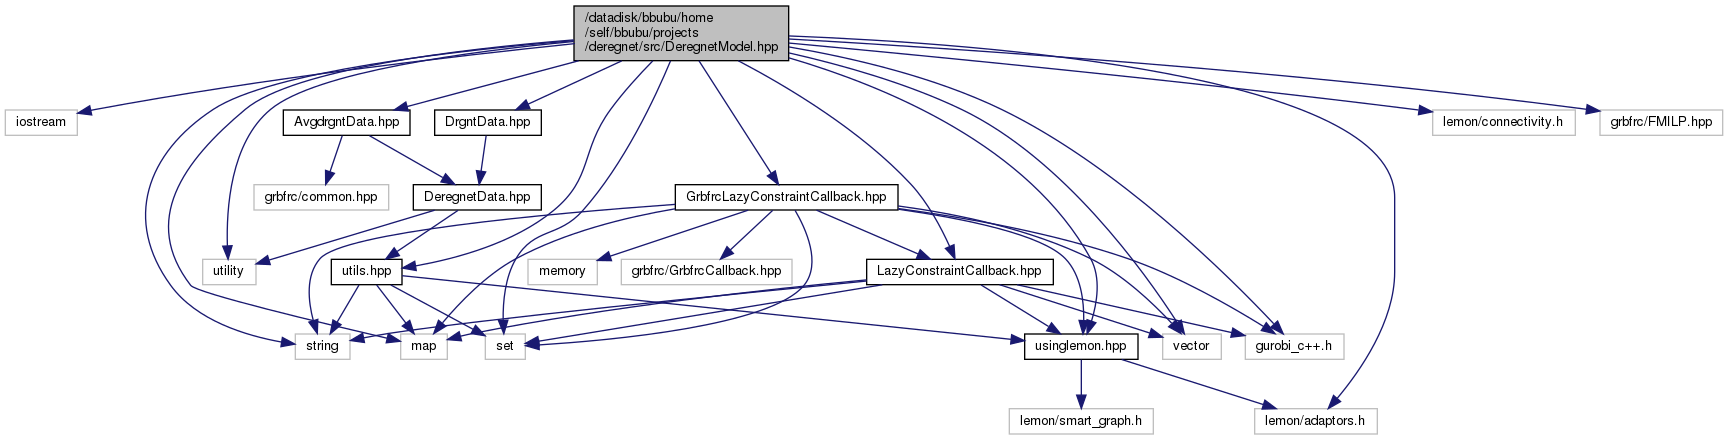 /datadisk/bbubu/home
/self/bbubu/projects
/deregnet/src/DeregnetModel.hpp
iostream
AvgdrgntData.hpp
DrgntData.hpp
lemon/connectivity.h
grbfrc/FMILP.hpp
grbfrc/common.hpp
DeregnetData.hpp
GrbfrcLazyConstraintCallback.hpp
utility
utils.hpp
memory
grbfrc/GrbfrcCallback.hpp
LazyConstraintCallback.hpp
string
map
set
usinglemon.hpp
vector
gurobi_c++.h
lemon/smart_graph.h
lemon/adaptors.h